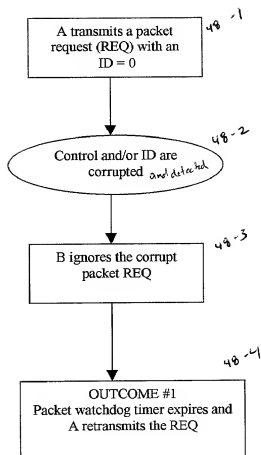 48-1
A transmits a packet
request (REQ) with an
ID = 0
48-2
Control and/or ID are
corrupted and detected
48-3
B ignores the corrupt
packet REQ
48-4
OUTCOME #1
Packet watchdog timer expires and
A retransmits the REQ